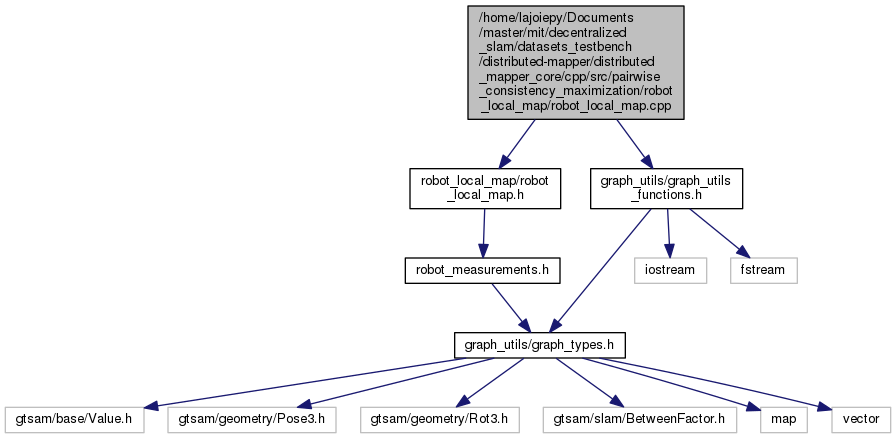 /home/lajoiepy/Documents
/master/mit/decentralized
_slam/datasets_testbench
/distributed-mapper/distributed
_mapper_core/cpp/src/pairwise
_consistency_maximization/robot
_local_map/robot_local_map.cpp
robot_local_map/robot
_local_map.h
graph_utils/graph_utils
_functions.h
robot_measurements.h
iostream
fstream
graph_utils/graph_types.h
gtsam/base/Value.h
gtsam/geometry/Pose3.h
gtsam/geometry/Rot3.h
gtsam/slam/BetweenFactor.h
map
vector